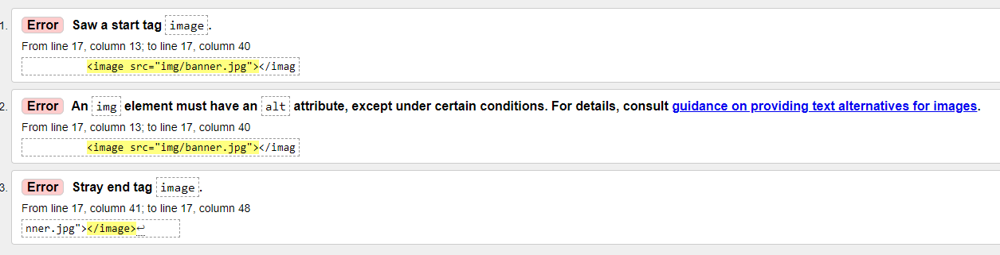 1. Error Saw a start tag image.
From line 17, column 13; to line 17, column 40
<image src="img/banner.jpg"></imag
2. Error An img element must have an alt attribute, except under certain conditions. For details, consult guidance on providing text alternatives for images.
From line 17, column 13; to line 17, column 40
<image src="img/banner.jpg"></imag
3. Error Stray end tag image.
From line 17, column 41; to line 17, column 48
nner.jpg"></image>↩